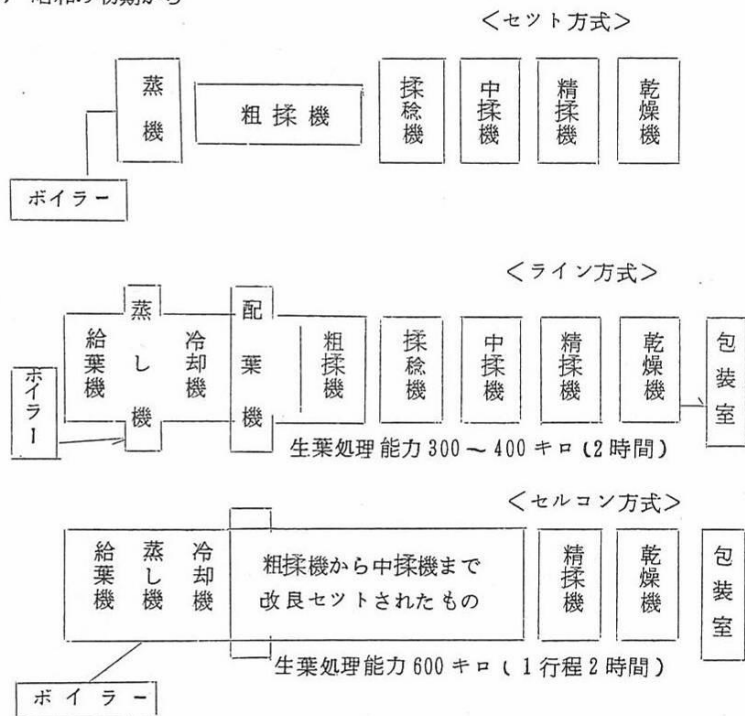 昭和の初期から
<セツト方式>
蒸機
粗揉機
揉稔機
中揉機
精揉機
乾燥機
ボイラー
<ライン方式>
給葉機
蒸し機
冷却機
配葉機
粗揉機
揉稔機
中揉機
精揉機
乾燥機
包装室
ボイラー
生葉処理能力300〜400キロ(2時間)
<セルコン方式>
給葉機
蒸し機
冷却機
粗揉機から中揉機まで
改良セツトされたもの
精揉機
乾燥機
包装室
生葉処理能力600キロ(1行程2時間)
ボイラー